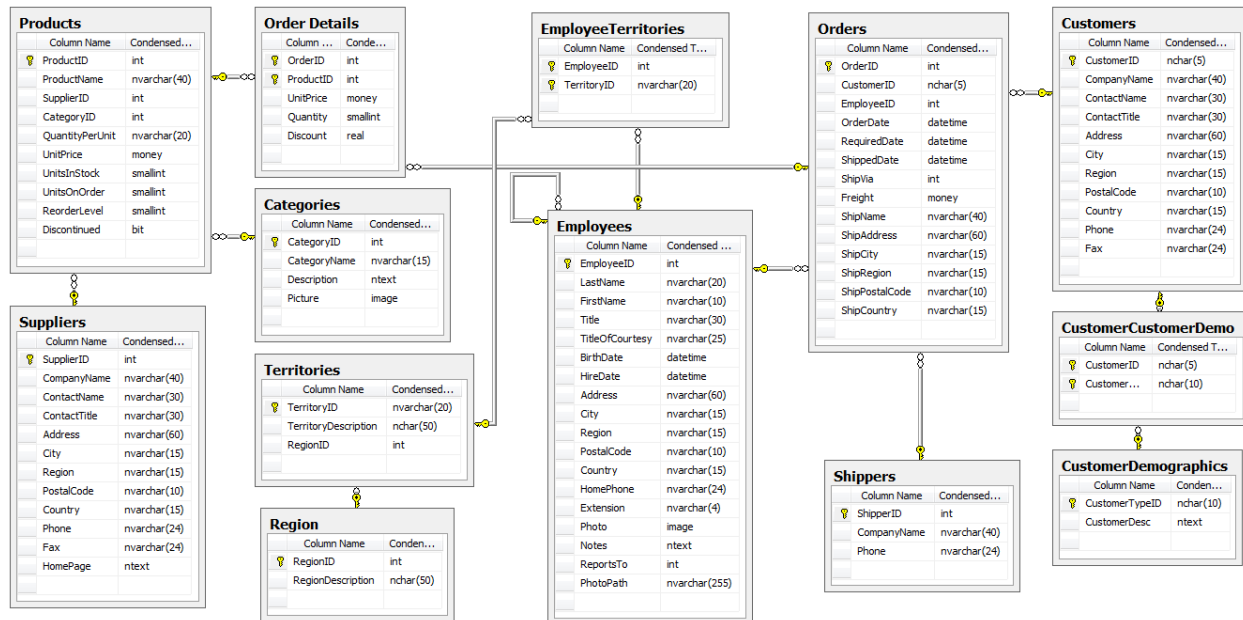 Products
Column Name Condensed...
ProductID int
ProductName nvarchar(40)
SupplierID int
CategoryID int
QuantityPerUnit nvarchar(20)
UnitPrice money
UnitsInStock smallint
UnitsOnOrder smallint
ReorderLevel smallint
Discontinued bit
Order Details
Column ... Conde...
OrderID int
ProductID int
UnitPrice money
Quantity smallint
Discount real
EmployeeTerritories
Column Name Condensed T...
EmployeeID int
TerritoryID nvarchar(20)
Orders
Column Name Condensed...
OrderID int
CustomerID nchar(5)
EmployeeID int
OrderDate datetime
RequiredDate datetime
ShippedDate datetime
ShipVia int
Freight money
ShipName nvarchar(40)
ShipAddress nvarchar(60)
ShipCity nvarchar(15)
ShipRegion nvarchar(15)
ShipPostalCode nvarchar(10)
ShipCountry nvarchar(15)
Customers
Column Name Condensed...
CustomerID nchar(5)
CompanyName nvarchar(40)
ContactName nvarchar(30)
ContactTitle nvarchar(30)
Address nvarchar(60)
City nvarchar(15)
Region nvarchar(15)
PostalCode nvarchar(10)
Country nvarchar(15)
Phone nvarchar(24)
Fax nvarchar(24)
Categories
Column Name Condensed...
CategoryID int
CategoryName nvarchar(15)
Description ntext
Picture image
Employees
Column Name Condensed ...
EmployeeID int
LastName nvarchar(20)
FirstName nvarchar(10)
Title nvarchar(30)
TitleOfCourtesy nvarchar(25)
BirthDate datetime
HireDate datetime
Address nvarchar(60)
City nvarchar(15)
Region nvarchar(15)
PostalCode nvarchar(10)
Country nvarchar(15)
HomePhone nvarchar(24)
Extension nvarchar(4)
Photo image
Notes ntext
ReportsTo int
PhotoPath nvarchar(255)
Suppliers
Column Name Condensed...
SupplierID int
CompanyName nvarchar(40)
ContactName nvarchar(30)
ContactTitle nvarchar(30)
Address nvarchar(60)
City nvarchar(15)
Region nvarchar(15)
PostalCode nvarchar(10)
Country nvarchar(15)
Phone nvarchar(24)
Fax nvarchar(24)
HomePage ntext
Territories
Column Name Condensed...
TerritoryID nvarchar(20)
TerritoryDescription nchar(50)
RegionID int
Region
Column Name Conden...
RegionID int
RegionDescription nchar(50)
Shippers
Column Name Condensed...
ShipperID int
CompanyName nvarchar(40)
Phone nvarchar(24)
CustomerCustomerDemo
Column Name Condensed T...
CustomerID nchar(5)
Customer... nchar(10)
CustomerDemographics
Column Name Conden...
CustomerTypeID nchar(10)
CustomerDesc ntext